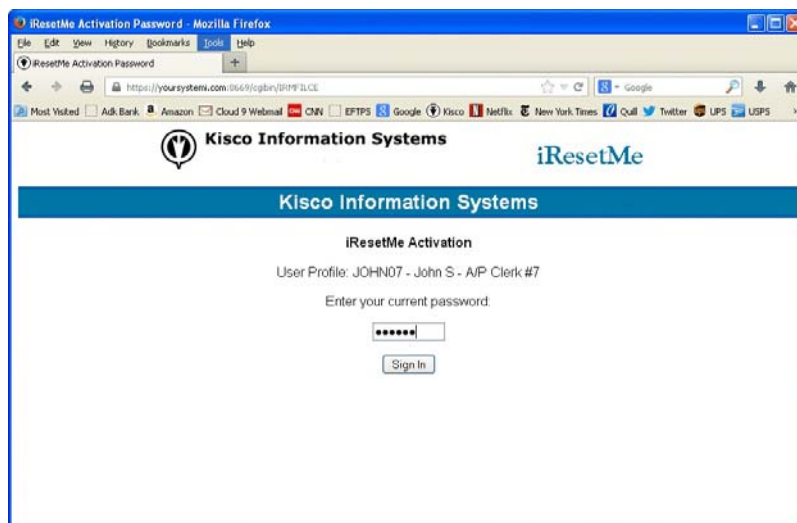 iResetMe Activation Password - Mozilla Firefox
File Edit View History Bookmarks Tools Help
iResetMe Activation Password +
https://yoursystemi.com:8669/cgibin/IRMFILCE Google
Most Visited Adk Bank Amazon Cloud 9 Webmail CNN EFTPS Google Kisco Netflix New York Times Quill Twitter UPS USPS
Kisco Information Systems
iResetMe
Kisco Information Systems
iResetMe Activation
User Profile: JOHN07 - John S - A/P Clerk #7
Enter your current password:
Sign In